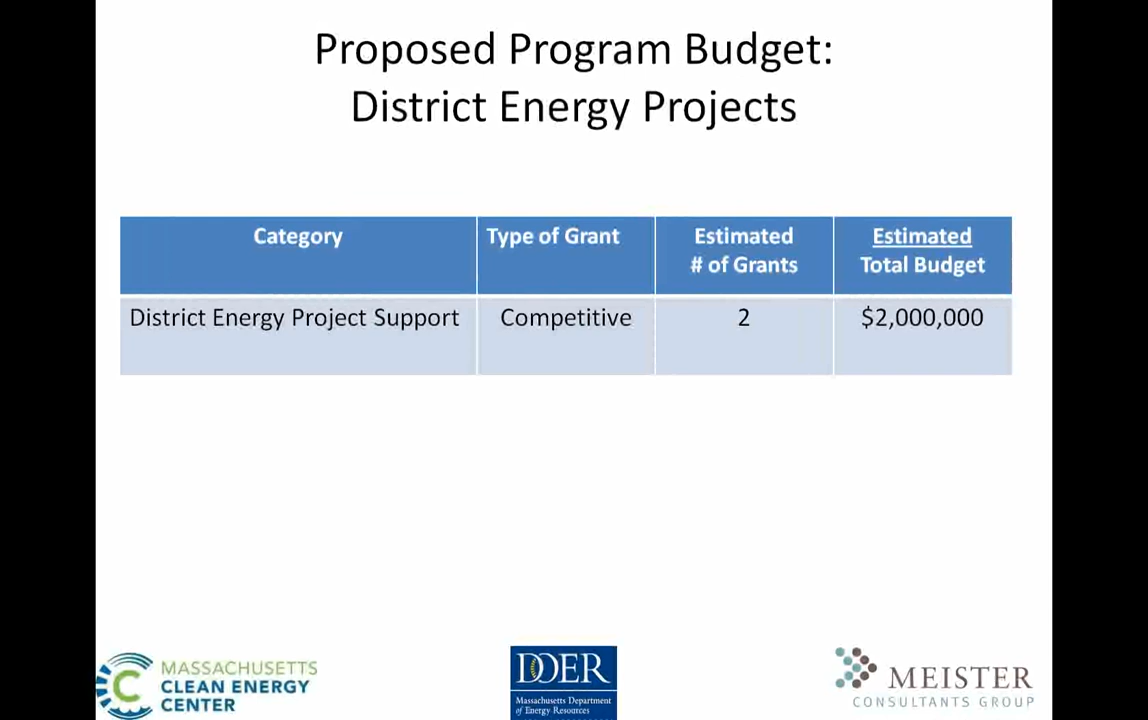 Proposed Program Budget:
District Energy Projects
Category
Type of Grant
Estimated
# of Grants
Estimated
Total Budget
District Energy Project Support
Competitive
2
$2,000,000
MASSACHUSETTS
CLEAN ENERGY
CENTER
DOER
Massachusetts Department
of Energy Resources
MEISTER
CONSULTANTS GROUP